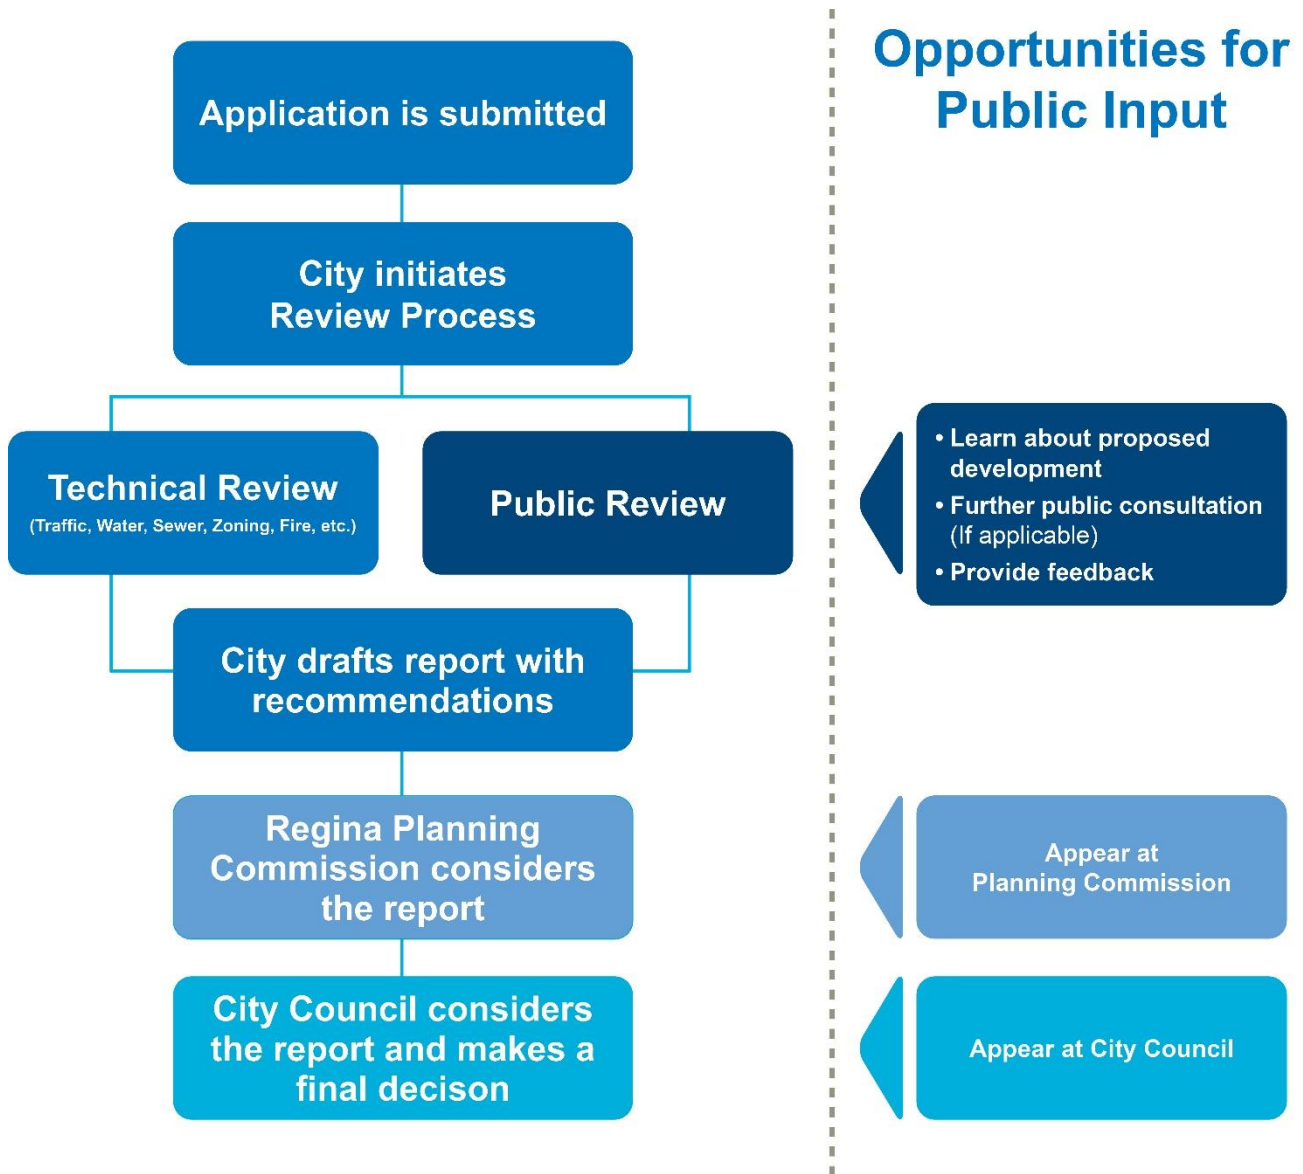 Opportunities for
Public Input
Application is submitted
City initiates
Review Process
Technical Review
(Traffic, Water, Sewer, Zoning, Fire, etc.)
Public Review
• Learn about proposed
development
• Further public consultation
(If applicable)
• Provide feedback
City drafts report with
recommendations
Regina Planning
Commission considers
the report
Appear at
Planning Commission
City Council considers
the report and makes a
final decison
Appear at City Council